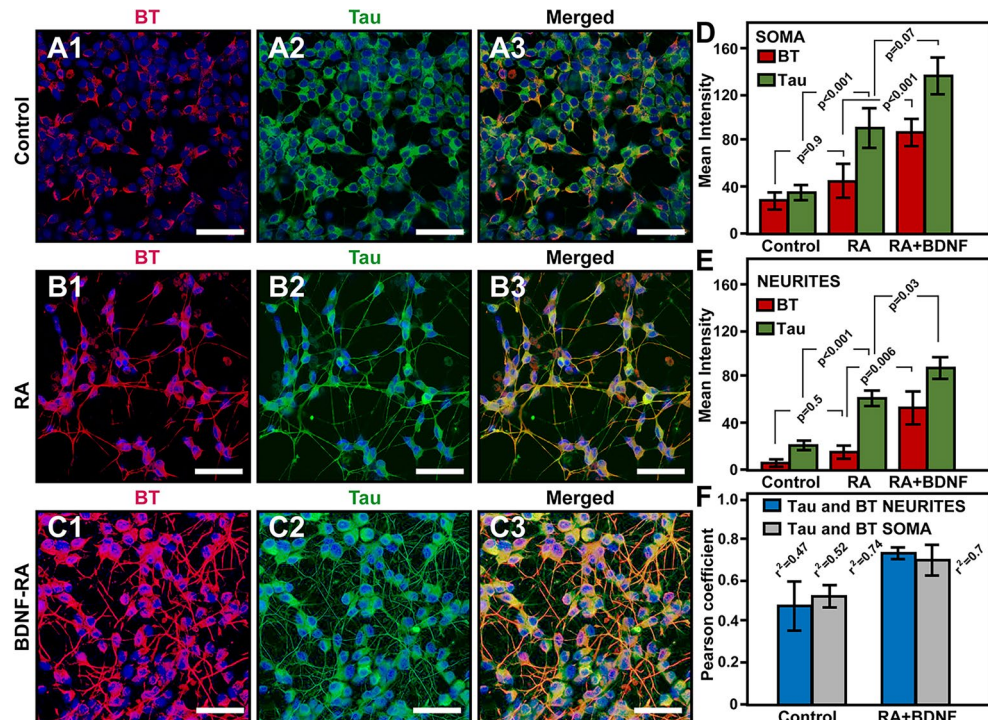 BT
Tau
Merged
Control
A1
A2
A3
BT
Tau
Merged
RA
B1
B2
B3
BT
Tau
Merged
BDNF-RA
C1
C2
C3
D
SOMA
BT
Tau
Mean Intensity
160
120
80
40
0
p=0.9
p<0.001
p<0.001
p=0.07
Control RA RA+BDNF
E
NEURITES
BT
Tau
Mean Intensity
160
120
80
40
0
p=0.5
p<0.001
p=0.006
p=0.03
Control RA RA+BDNF
F
Tau and BT NEURITES
Tau and BT SOMA
Pearson coefficient
1.0
0.8
0.6
0.4
0.2
0
r²=0.47
r²=0.52
r²=0.74
r²=0.7
Control RA+BDNF